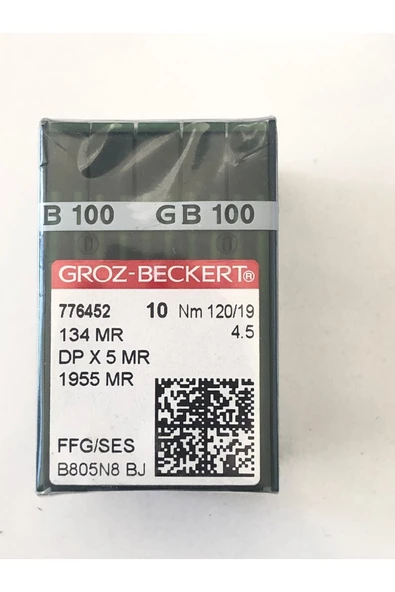 B 100 GB 100
GROZ-BECKERT®
776452 10 Nm 120/19
134 MR 4.5
DP X 5 MR
1955 MR
FFG/SES
B805N8 BJ